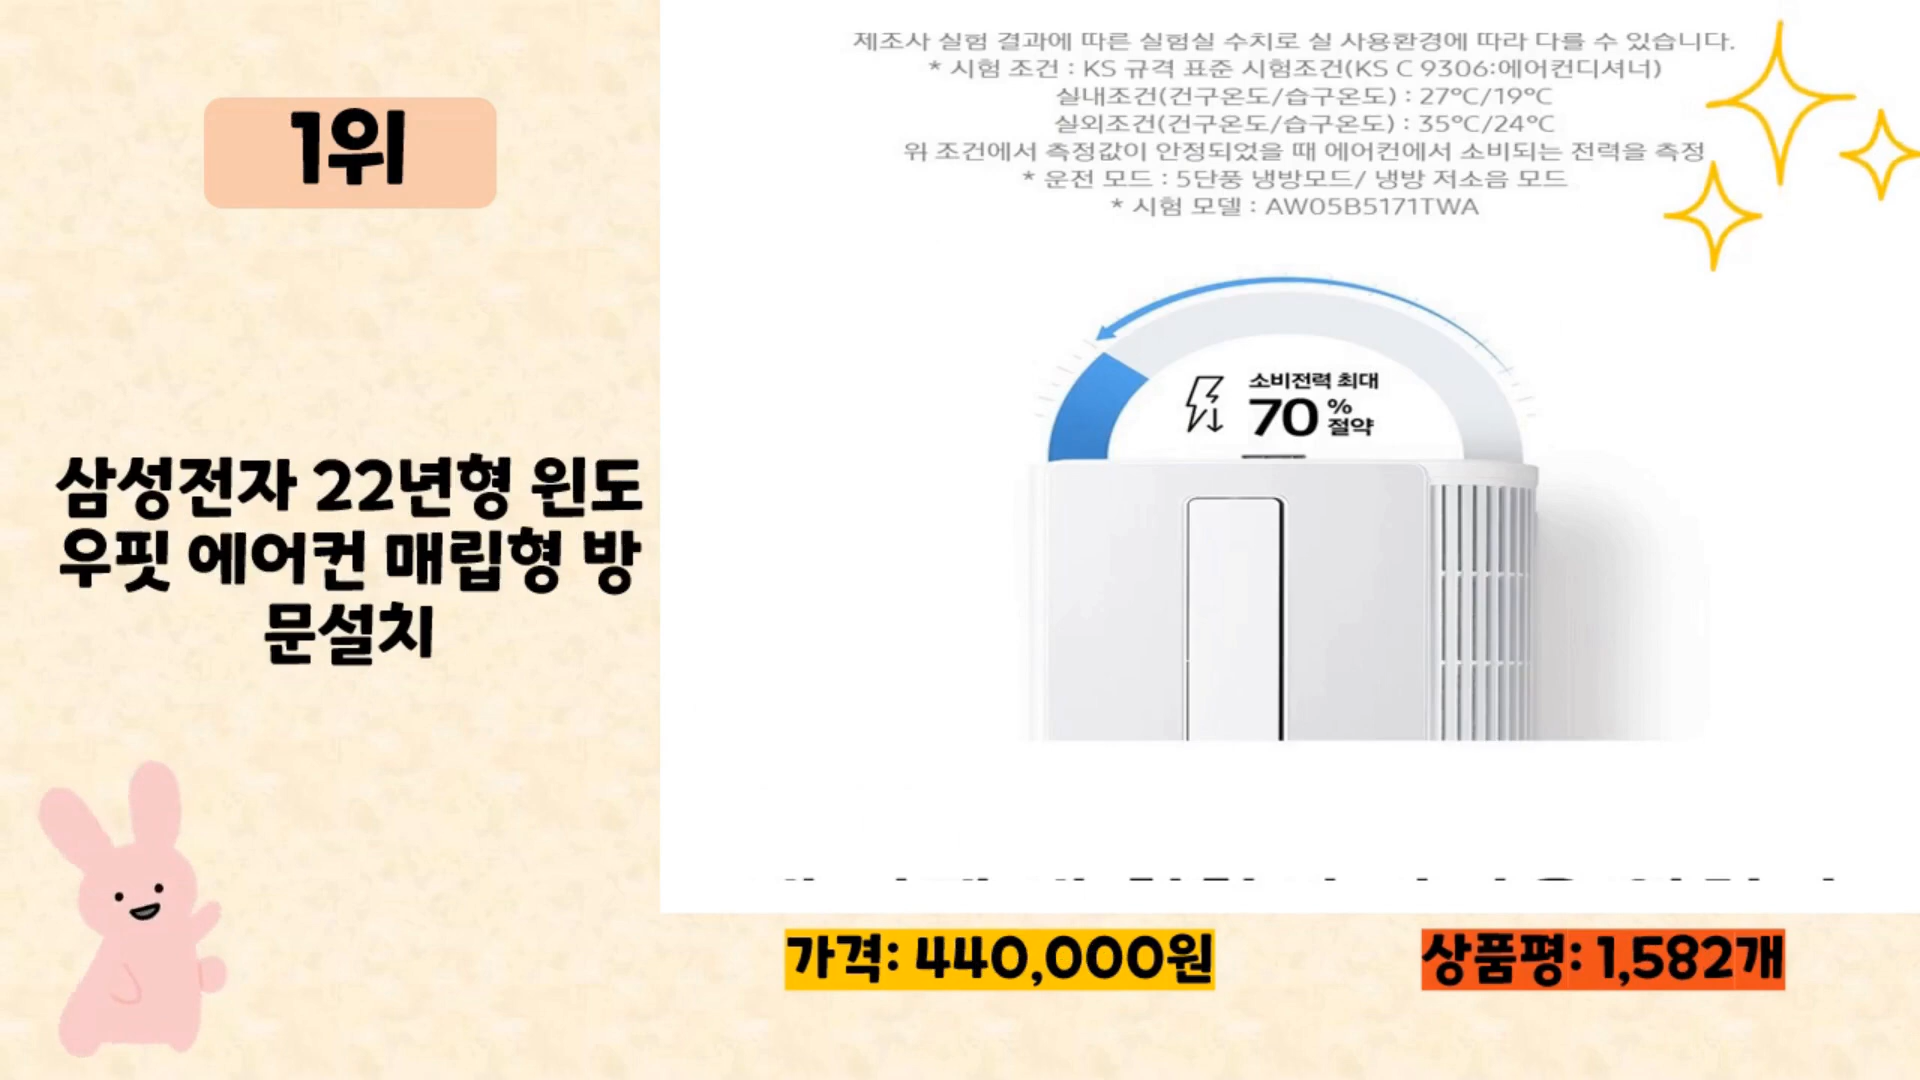 1위
삼성전자 22년형 윈도
우핏 에어컨 매립형 방
문설치
제조사 실험 결과에 따른 실험실 수치로 실 사용환경에 따라 다를 수 있습니다.
* 시험 조건 : KS 규격 표준 시험조건(KS C 9306:에어컨디셔너)
실내조건(건구온도/습구온도) : 27°C/19°C
실외조건(건구온도/습구온도) : 35°C/24°C
위 조건에서 측정값이 안정되었을 때 에어컨에서 소비되는 전력을 측정
* 운전 모드 : 5단풍 냉방모드/ 냉방 저소음 모드
* 시험 모델 : AW05B5171TWA
소비전력 최대
70%
절약
가격: 440,000원
상품평: 1,582개